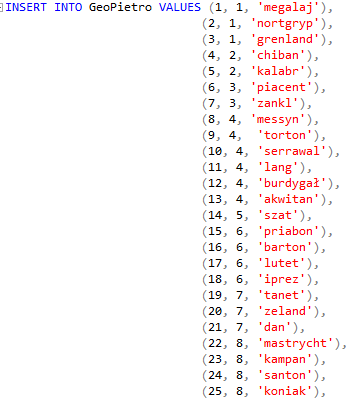 INSERT INTO GeoPietro VALUES (1, 1, 'megalaj'),
(2, 1, 'nortgryp'),
(3, 1, 'grenland'),
(4, 2, 'chiban'),
(5, 2, 'kalabr'),
(6, 3, 'piacent'),
(7, 3, 'zankl'),
(8, 4, 'messyn'),
(9, 4,  'torton'),
(10, 4, 'serrawal'),
(11, 4, 'lang'),
(12, 4, 'burdygał'),
(13, 4, 'akwitan'),
(14, 5, 'szat'),
(15, 6, 'priabon'),
(16, 6, 'barton'),
(17, 6, 'lutet'),
(18, 6, 'iprez'),
(19, 7, 'tanet'),
(20, 7, 'zeland'),
(21, 7, 'dan'),
(22, 8, 'mastrycht'),
(23, 8, 'kampan'),
(24, 8, 'santon'),
(25, 8, 'koniak'),